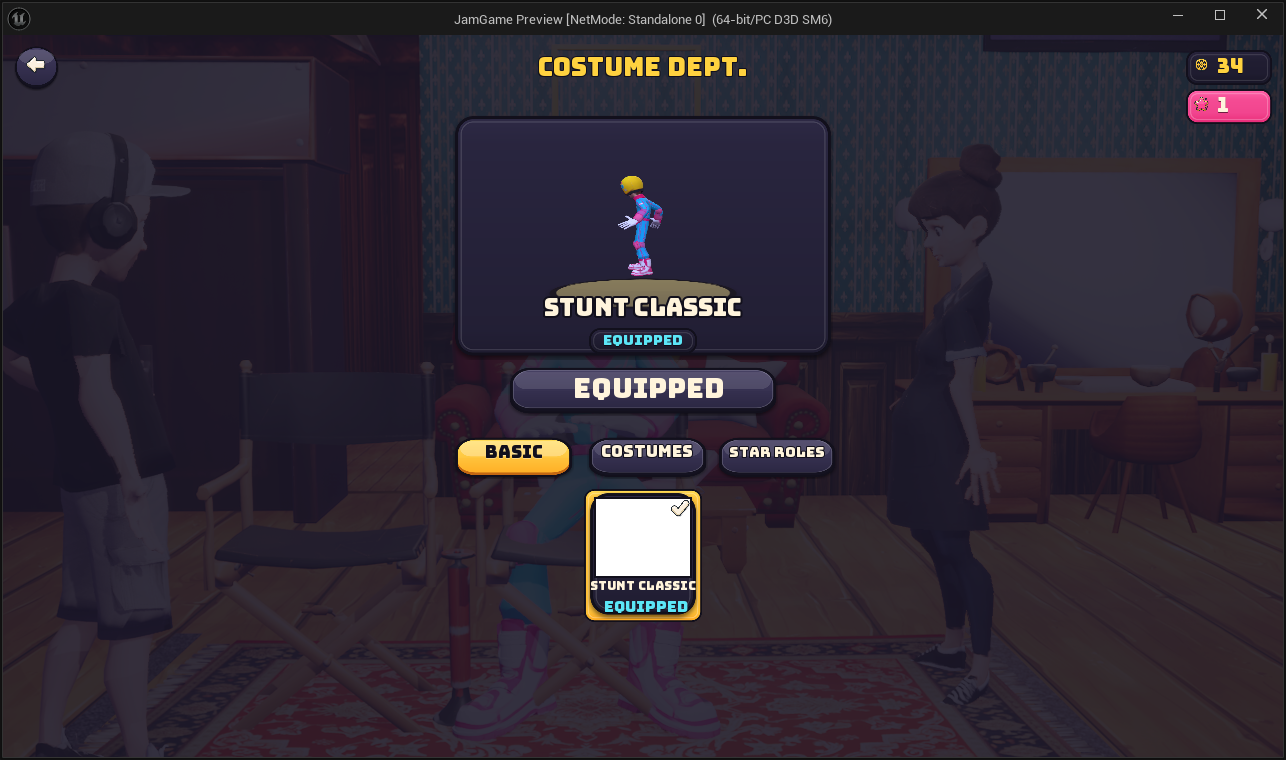 JamGame Preview [NetMode: Standalone 0] (64-bit/PC D3D SM6)
COSTUME DEPT.
34
1
STUNT CLASSIC
EQUIPPED
EQUIPPED
BASIC
COSTUMES
STAR ROLES
STUNT CLASSIC
EQUIPPED